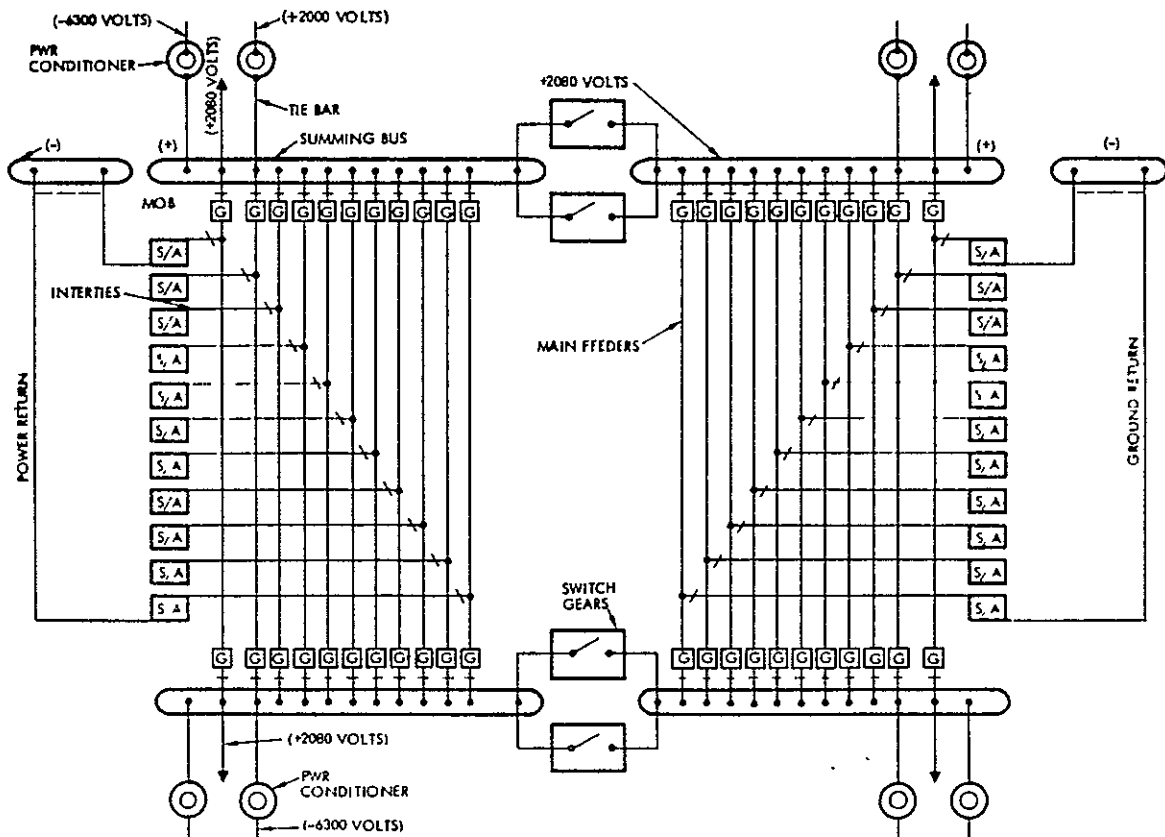 (−6300 VOLTS)
(+2000 VOLTS)
PWR
CONDITIONER
(+2080 VOLTS)
+2080 VOLTS
TIE BAR
SUMMING BUS
(−)
(+)
(+)
(−)
MOB
G G G G G G G G G G G
G G G G G G G G G G G
S/A
S/A
S/A
S/A
S/A
S/A
S/A
S/A
S/A
S/A
S/A
INTERTIES
POWER RETURN
MAIN FEEDERS
S/A
S/A
S/A
S/A
S/A
S/A
S/A
S/A
S/A
S/A
S/A
GROUND RETURN
SWITCH
GEARS
G G G G G G G G G G G
G G G G G G G G G G G
(+2080 VOLTS)
PWR
CONDITIONER
(−6300 VOLTS)